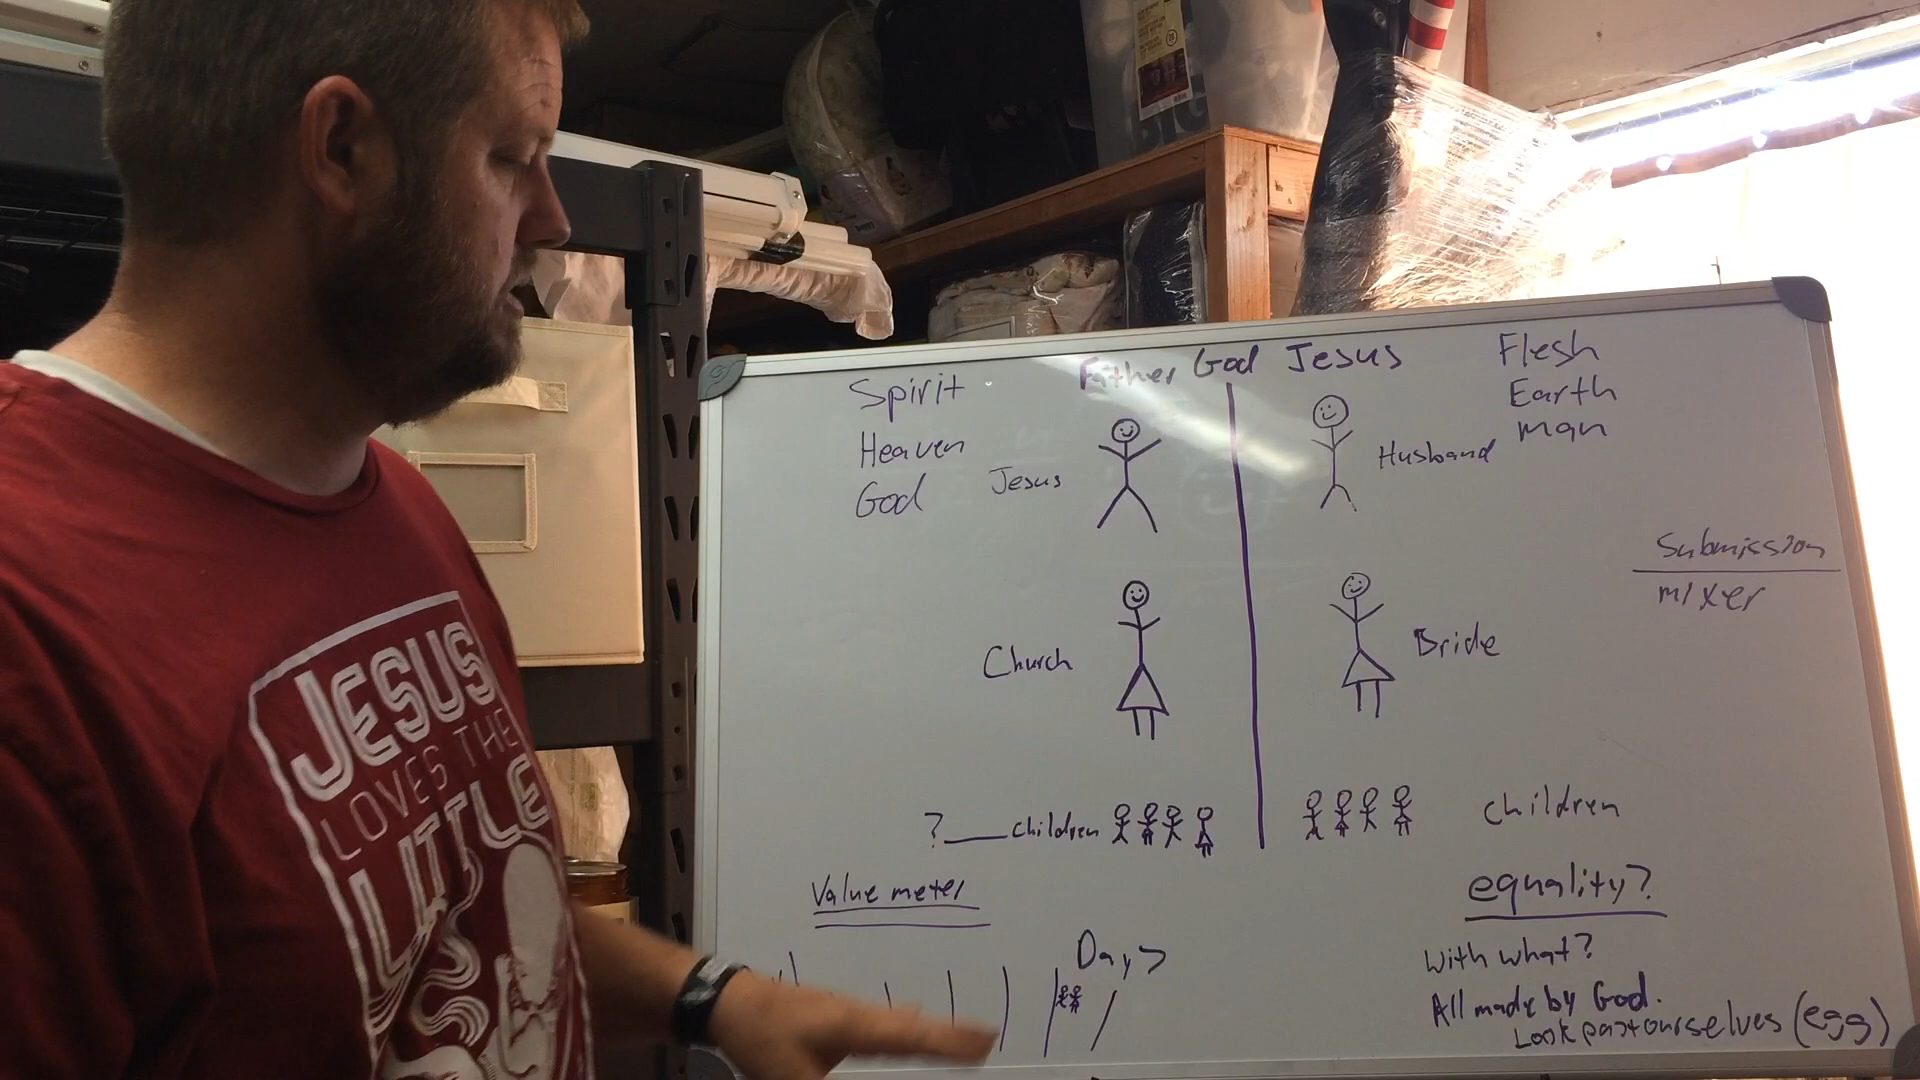 Father God Jesus
Spirit
Heaven
God
Jesus
Church
? ___ children
Flesh
Earth
man
Husband
Bride
children
Submission
mixer
Value meter
Days
equality?
With what?
All made by God.
Look past ourselves (egg)
JESUS
LOVES THE
LITTLE